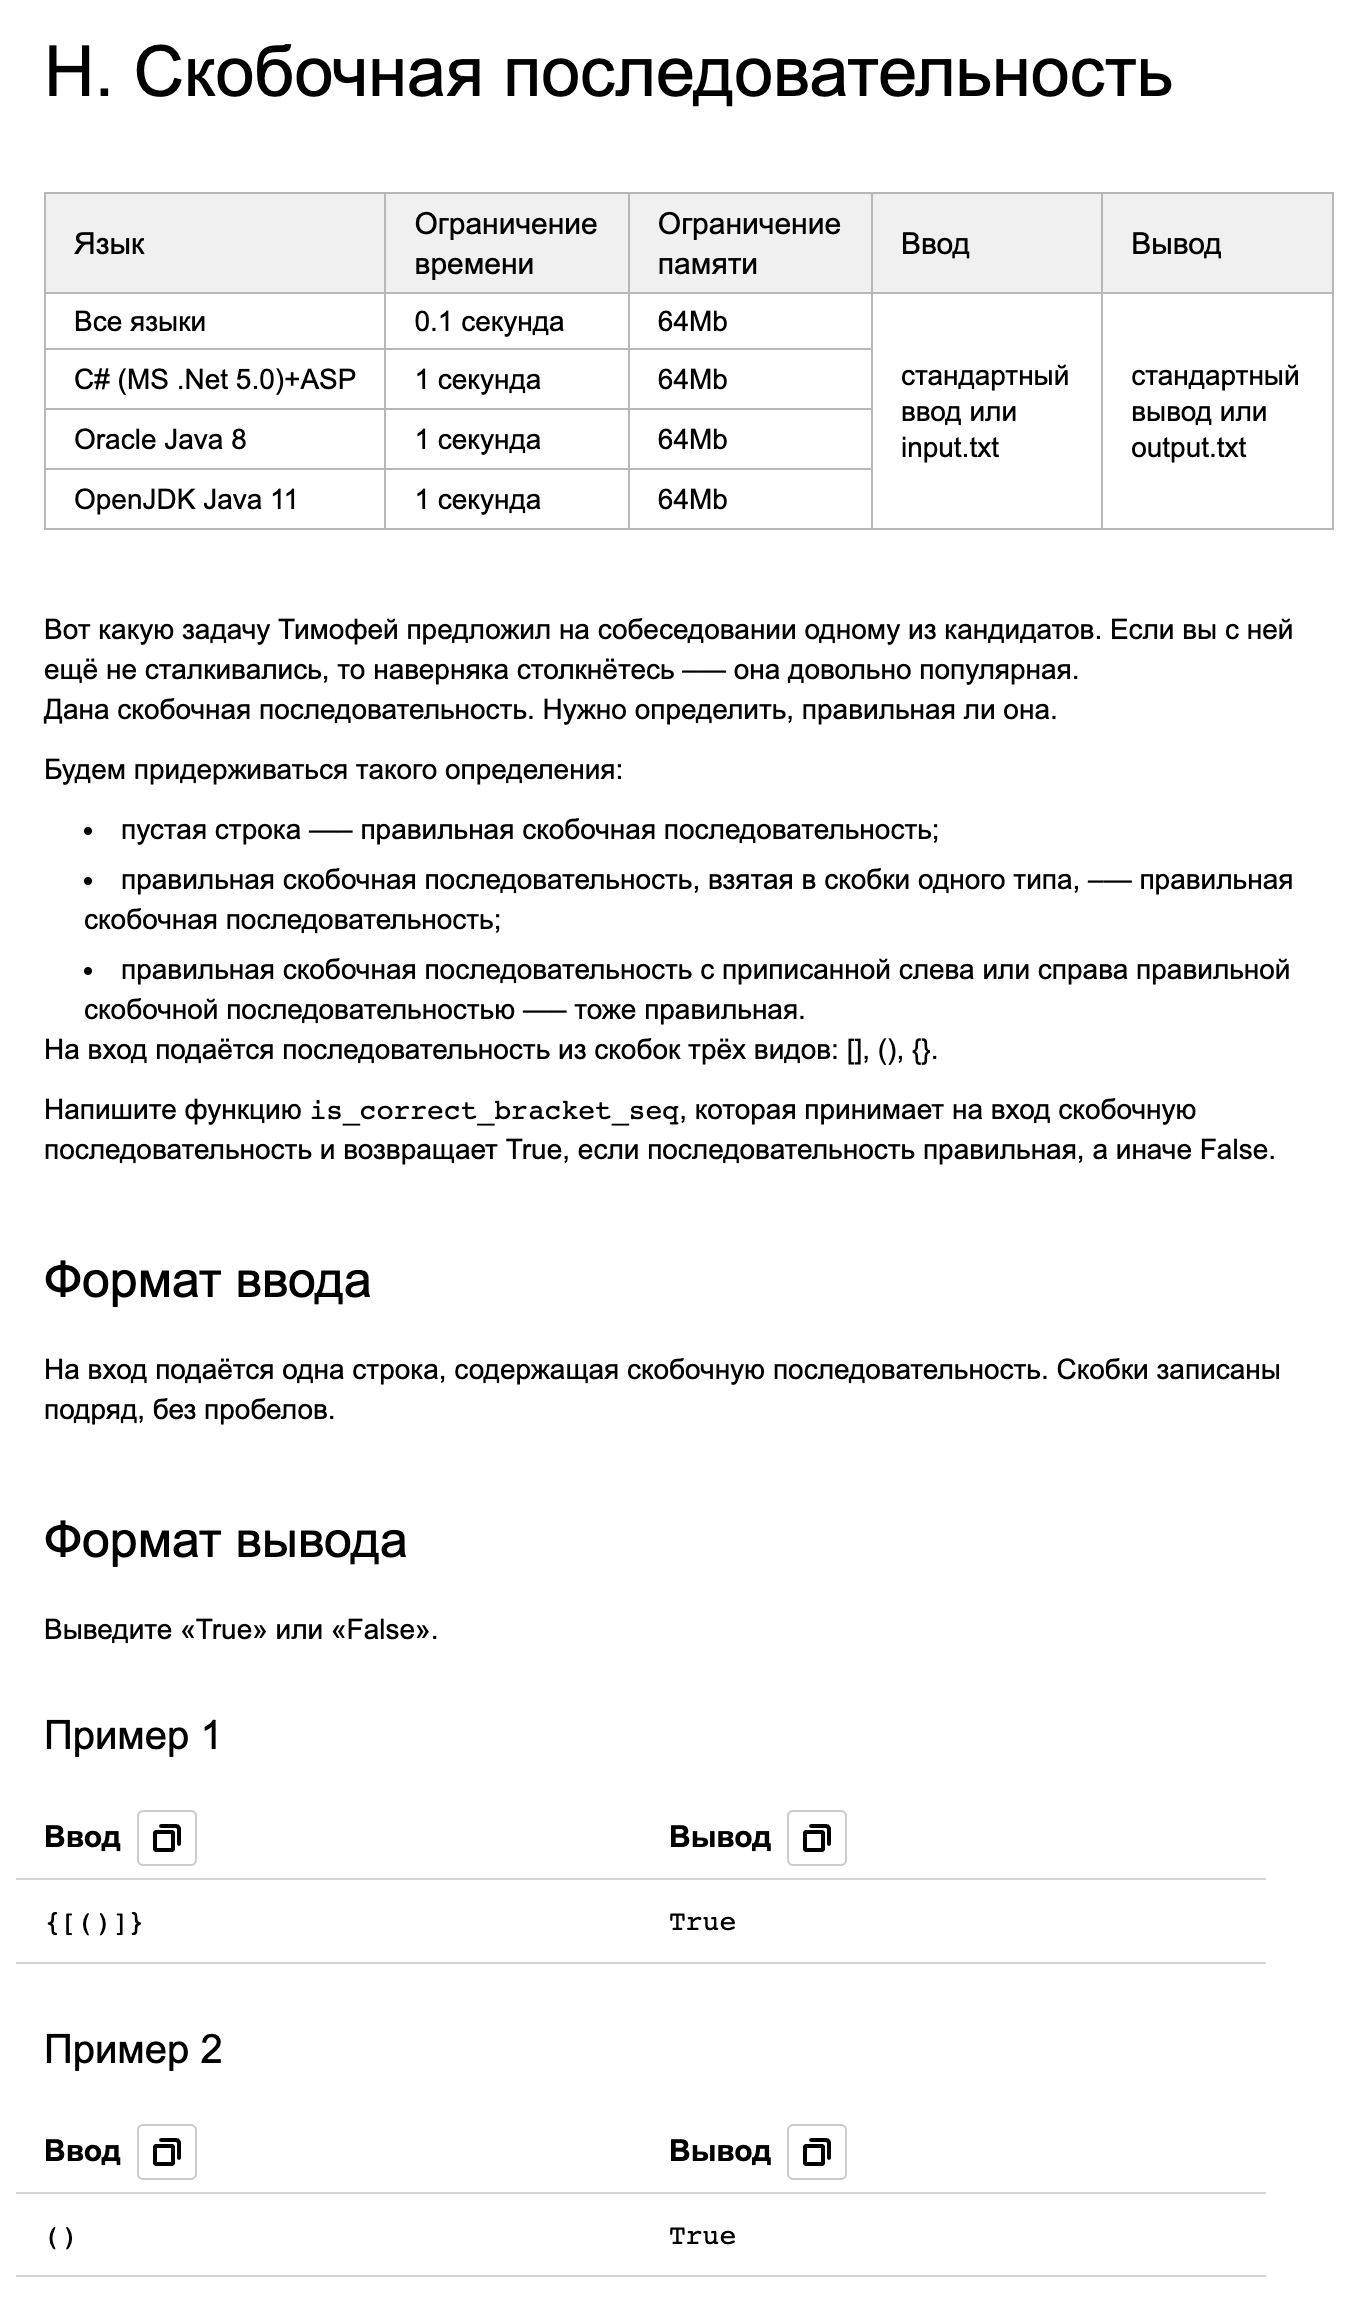 H. Скобочная последовательность
Язык
Ограничение времени
Ограничение памяти
Ввод
Вывод
Все языки
0.1 секунда
64Mb
стандартный ввод или input.txt
стандартный вывод или output.txt
C# (MS .Net 5.0)+ASP
1 секунда
64Mb
Oracle Java 8
1 секунда
64Mb
OpenJDK Java 11
1 секунда
64Mb
Вот какую задачу Тимофей предложил на собеседовании одному из кандидатов. Если вы с ней
ещё не сталкивались, то наверняка столкнётесь –— она довольно популярная.
Дана скобочная последовательность. Нужно определить, правильная ли она.
Будем придерживаться такого определения:
• пустая строка –— правильная скобочная последовательность;
• правильная скобочная последовательность, взятая в скобки одного типа, –— правильная
скобочная последовательность;
• правильная скобочная последовательность с приписанной слева или справа правильной
скобочной последовательностью –— тоже правильная.
На вход подаётся последовательность из скобок трёх видов: [], (), {}.
Напишите функцию is_correct_bracket_seq, которая принимает на вход скобочную
последовательность и возвращает True, если последовательность правильная, а иначе False.
Формат ввода
На вход подаётся одна строка, содержащая скобочную последовательность. Скобки записаны
подряд, без пробелов.
Формат вывода
Выведите «True» или «False».
Пример 1
Ввод
Вывод
{[()]}
True
Пример 2
Ввод
Вывод
()
True